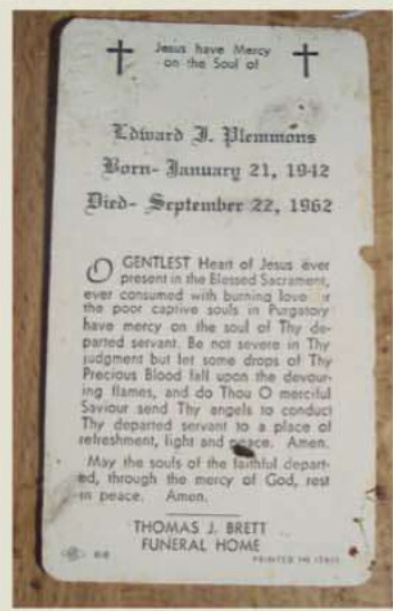 Jesus have Mercy
on the Soul of
Edward J. Plemmons
Born- January 21, 1942
Died- September 22, 1962
O GENTLEST Heart of Jesus ever
present in the Blessed Sacrament,
ever consumed with burning love for
the poor captive souls in Purgatory
have mercy on the soul of Thy de-
parted servant. Be not severe in Thy
judgment but let some drops of Thy
Precious Blood fall upon the devour-
ing flames, and do Thou O merciful
Saviour send Thy angels to conduct
Thy departed servant to a place of
refreshment, light and peace. Amen.
May the souls of the faithful depart-
ed, through the mercy of God, rest
in peace. Amen.
THOMAS J. BRETT
FUNERAL HOME
PRINTED IN ITALY